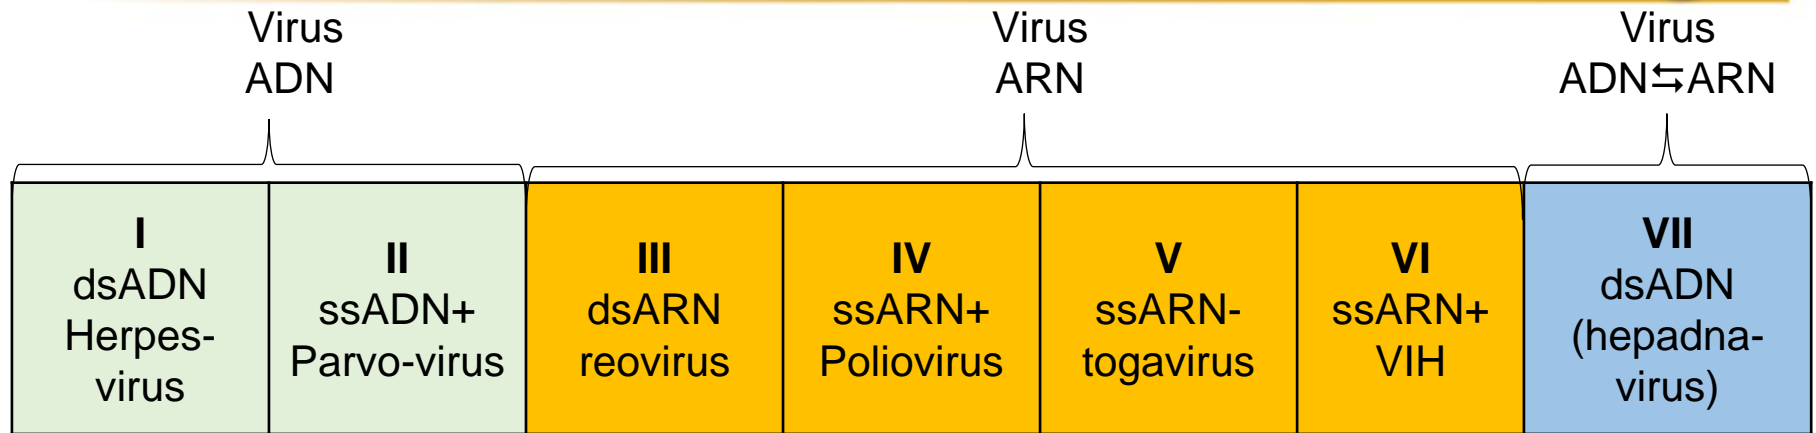 Virus
ADN
Virus
ARN
Virus
ADN⇆ARN
I
dsADN
Herpes-
virus
II
ssADN+
Parvo-virus
III
dsARN
reovirus
IV
ssARN+
Poliovirus
V
ssARN-
togavirus
VI
ssARN+
VIH
VII
dsADN
(hepadna-
virus)